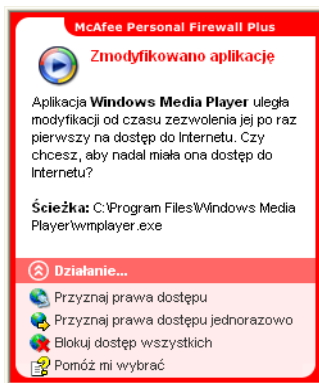 McAfee Personal Firewall Plus
Zmodyfikowano aplikację
Aplikacja Windows Media Player uległa
modyfikacji od czasu zezwolenia jej po raz
pierwszy na dostęp do Internetu. Czy
chcesz, aby nadal miała ona dostęp do
Internetu?
Ścieżka: C:\Program Files\Windows Media
Player\wmplayer.exe
Działanie...
Przyznaj prawa dostępu
Przyznaj prawa dostępu jednorazowo
Blokuj dostęp wszystkich
Pomóż mi wybrać